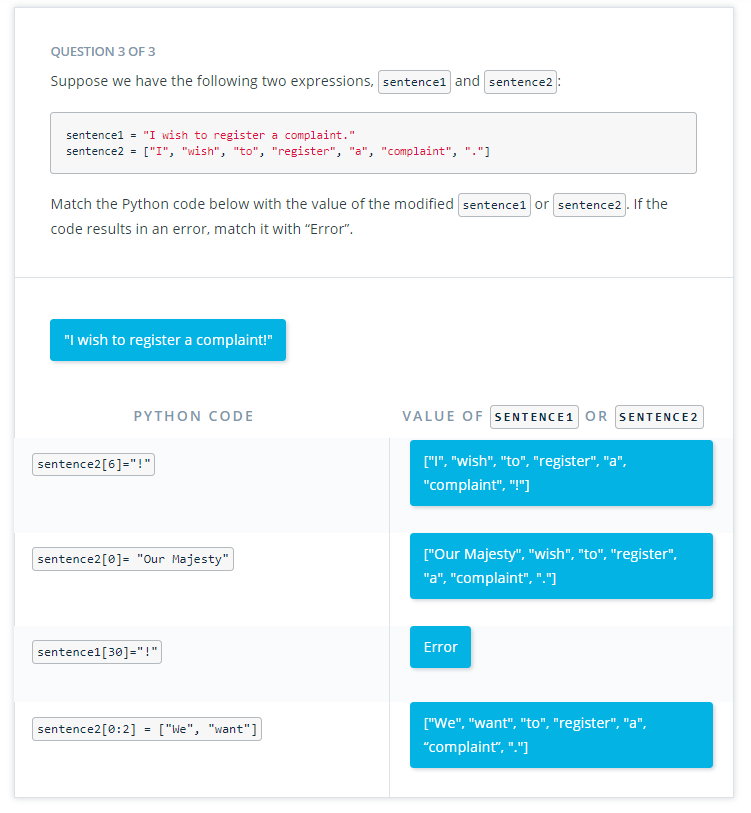 QUESTION 3 OF 3
Suppose we have the following two expressions, sentence1 and sentence2:
sentence1 = "I wish to register a complaint."
sentence2 = ["I", "wish", "to", "register", "a", "complaint", "."]
Match the Python code below with the value of the modified sentence1 or sentence2. If the
code results in an error, match it with “Error”.
"I wish to register a complaint!"
PYTHON CODE VALUE OF SENTENCE1 OR SENTENCE2
sentence2[6]="!"
["I", "wish", "to", "register", "a",
"complaint", "!"]
sentence2[0]= "Our Majesty"
["Our Majesty", "wish", "to", "register",
"a", "complaint", "."]
sentence1[30]="!"
Error
sentence2[0:2] = ["We", "want"]
["We", "want", "to", "register", "a",
“complaint”, "."]